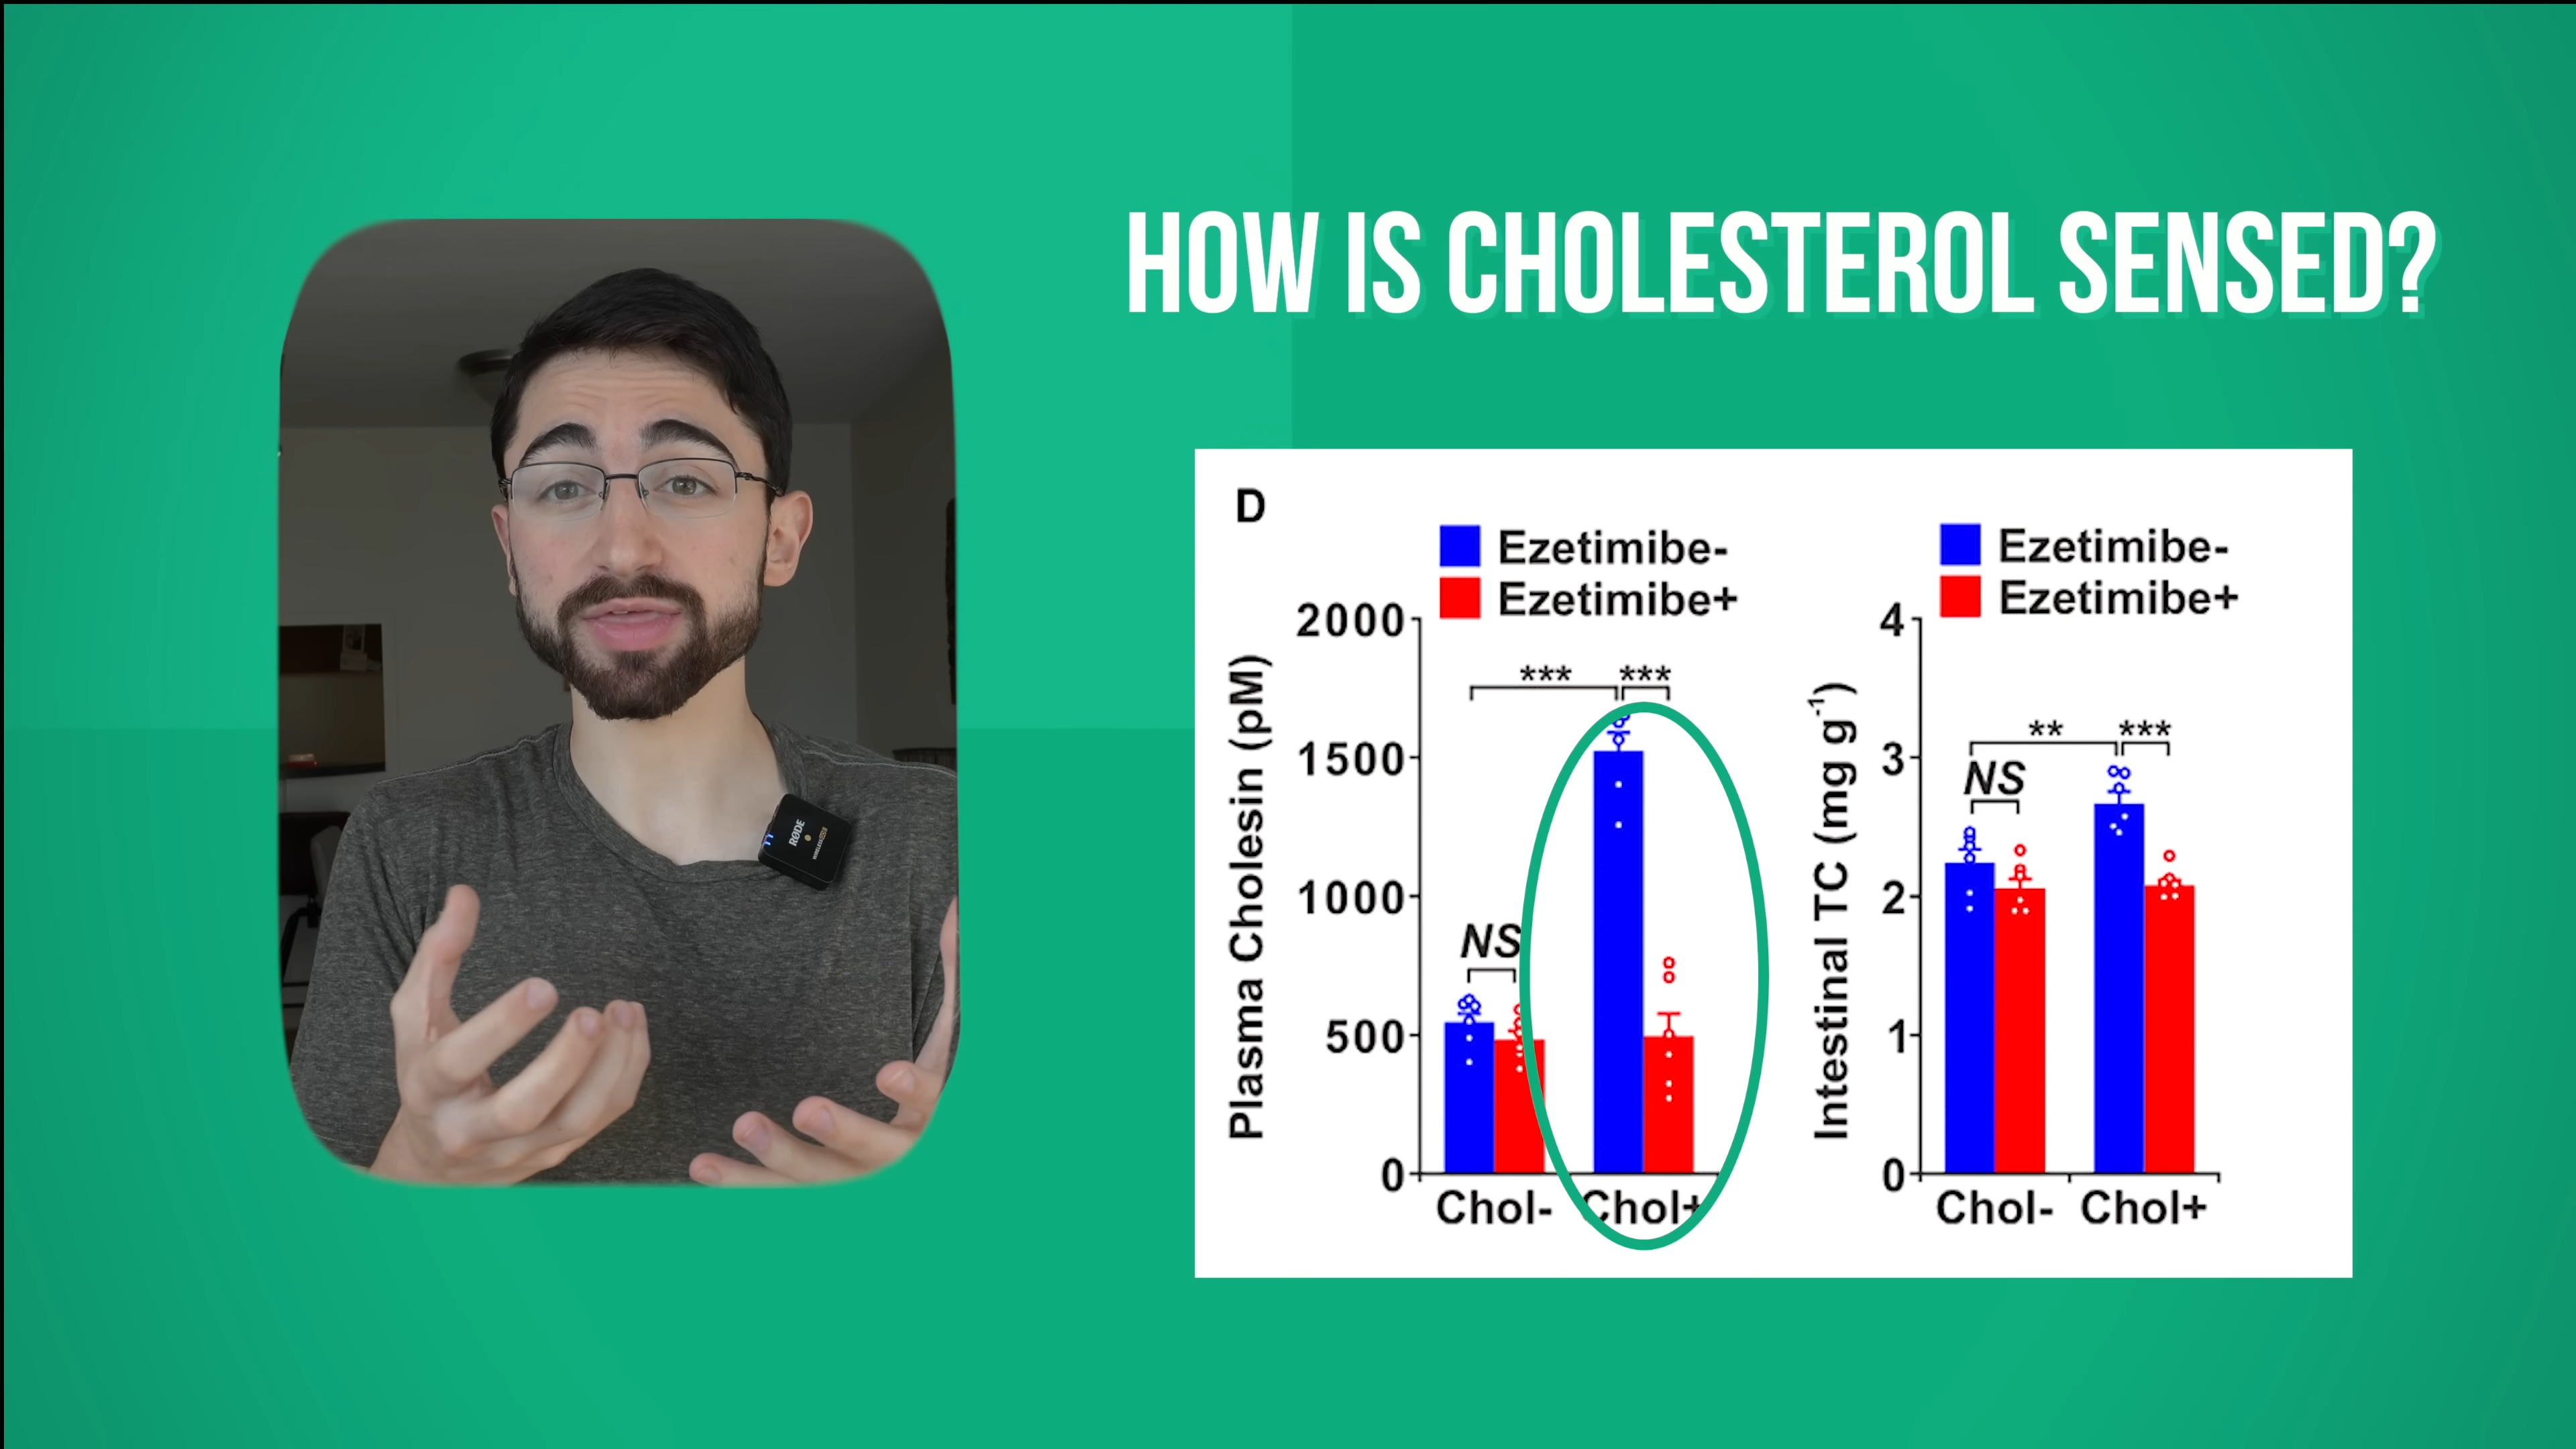 HOW IS CHOLESTEROL SENSED?
D
Ezetimibe-
Ezetimibe+
Plasma Cholesin (pM)
2000
1500
1000
500
0
*** ***
NS
Chol- Chol+
Ezetimibe-
Ezetimibe+
Intestinal TC (mg g⁻¹)
4
3
2
1
0
** ***
NS
Chol- Chol+
RØDE